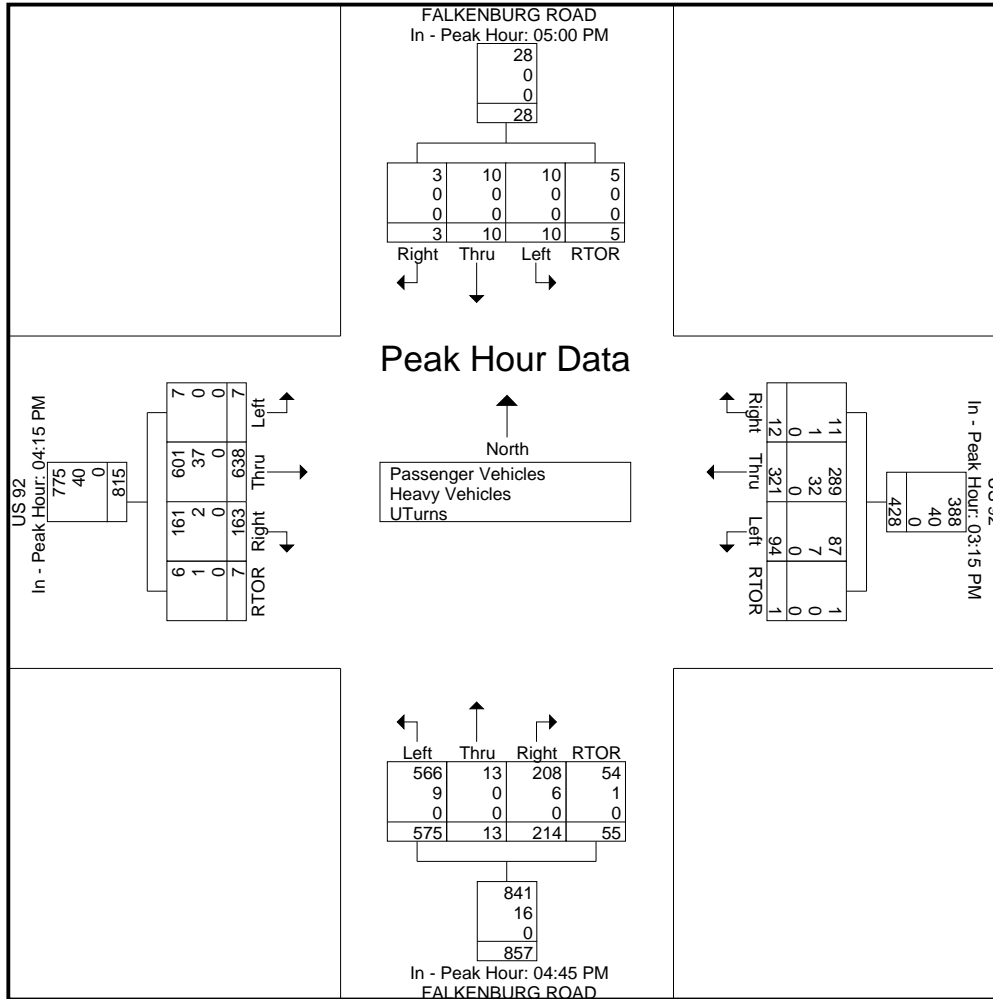 FALKENBURG ROAD
In - Peak Hour: 05:00 PM
28
0
0
28
3 10 10 5
0 0 0 0
0 0 0 0
3 10 10 5
Right Thru Left RTOR
Peak Hour Data
North
Passenger Vehicles
Heavy Vehicles
UTurns
US 92
In - Peak Hour: 04:15 PM
775
40
0
815
7 0 0 7 Left
601 37 0 638 Thru
161 2 0 163 Right
6 1 0 7 RTOR
In - Peak Hour: 03:15 PM
388
40
0
428
11 1 0 12 Right
289 32 0 321 Thru
87 7 0 94 Left
1 0 0 1 RTOR
Left Thru Right RTOR
566 13 208 54
9 0 6 1
0 0 0 0
575 13 214 55
841
16
0
857
In - Peak Hour: 04:45 PM
FALKENBURG ROAD